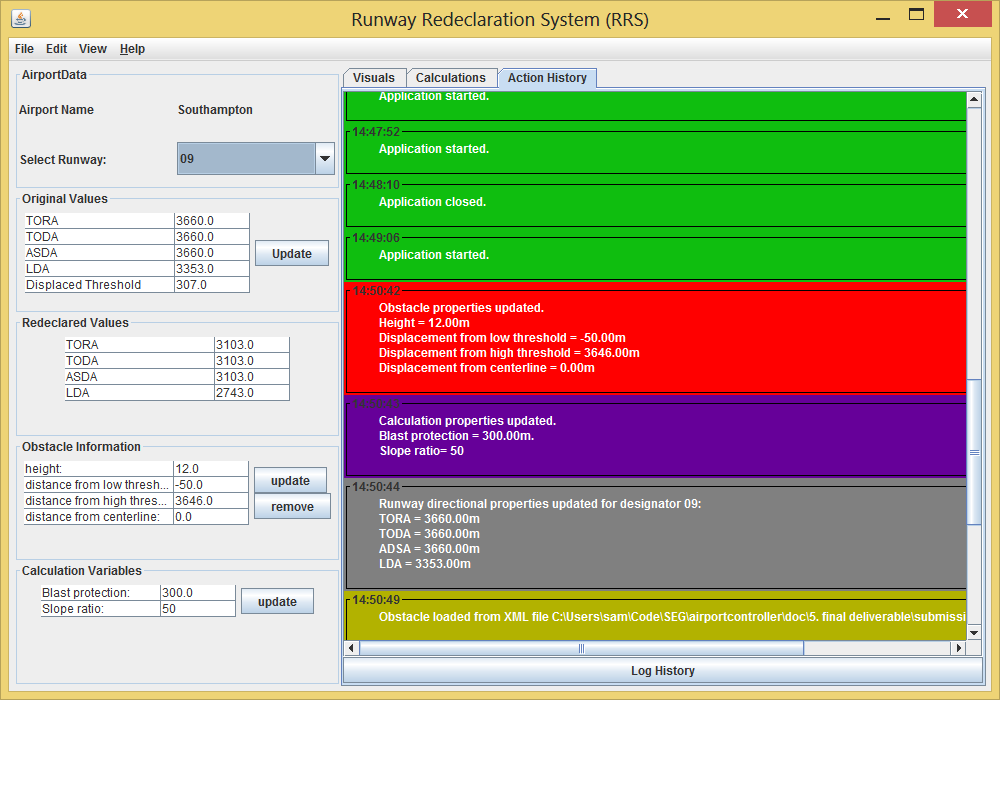 Runway Redeclaration System (RRS)
File Edit View Help
AirportData
Airport Name Southampton
Select Runway: 09
Original Values
TORA 3660.0
TODA 3660.0
ASDA 3660.0
LDA 3353.0
Displaced Threshold 307.0
Update
Redeclared Values
TORA 3103.0
TODA 3103.0
ASDA 3103.0
LDA 2743.0
Obstacle Information
height: 12.0
distance from low thresh... -50.0
distance from high thres... 3646.0
distance from centerline: 0.0
update
remove
Calculation Variables
Blast protection: 300.0
Slope ratio: 50
update
Visuals Calculations Action History
Application started.
14:47:52
Application started.
14:48:10
Application closed.
14:49:06
Application started.
14:50:42
Obstacle properties updated.
Height = 12.00m
Displacement from low threshold = -50.00m
Displacement from high threshold = 3646.00m
Displacement from centerline = 0.00m
Calculation properties updated.
Blast protection = 300.00m.
Slope ratio= 50
14:50:44
Runway directional properties updated for designator 09:
TORA = 3660.00m
TODA = 3660.00m
ADSA = 3660.00m
LDA = 3353.00m
14:50:49
Obstacle loaded from XML file C:\Users\sam\Code\SEG\airportcontroller\doc\5. final deliverable\submissi
Log History